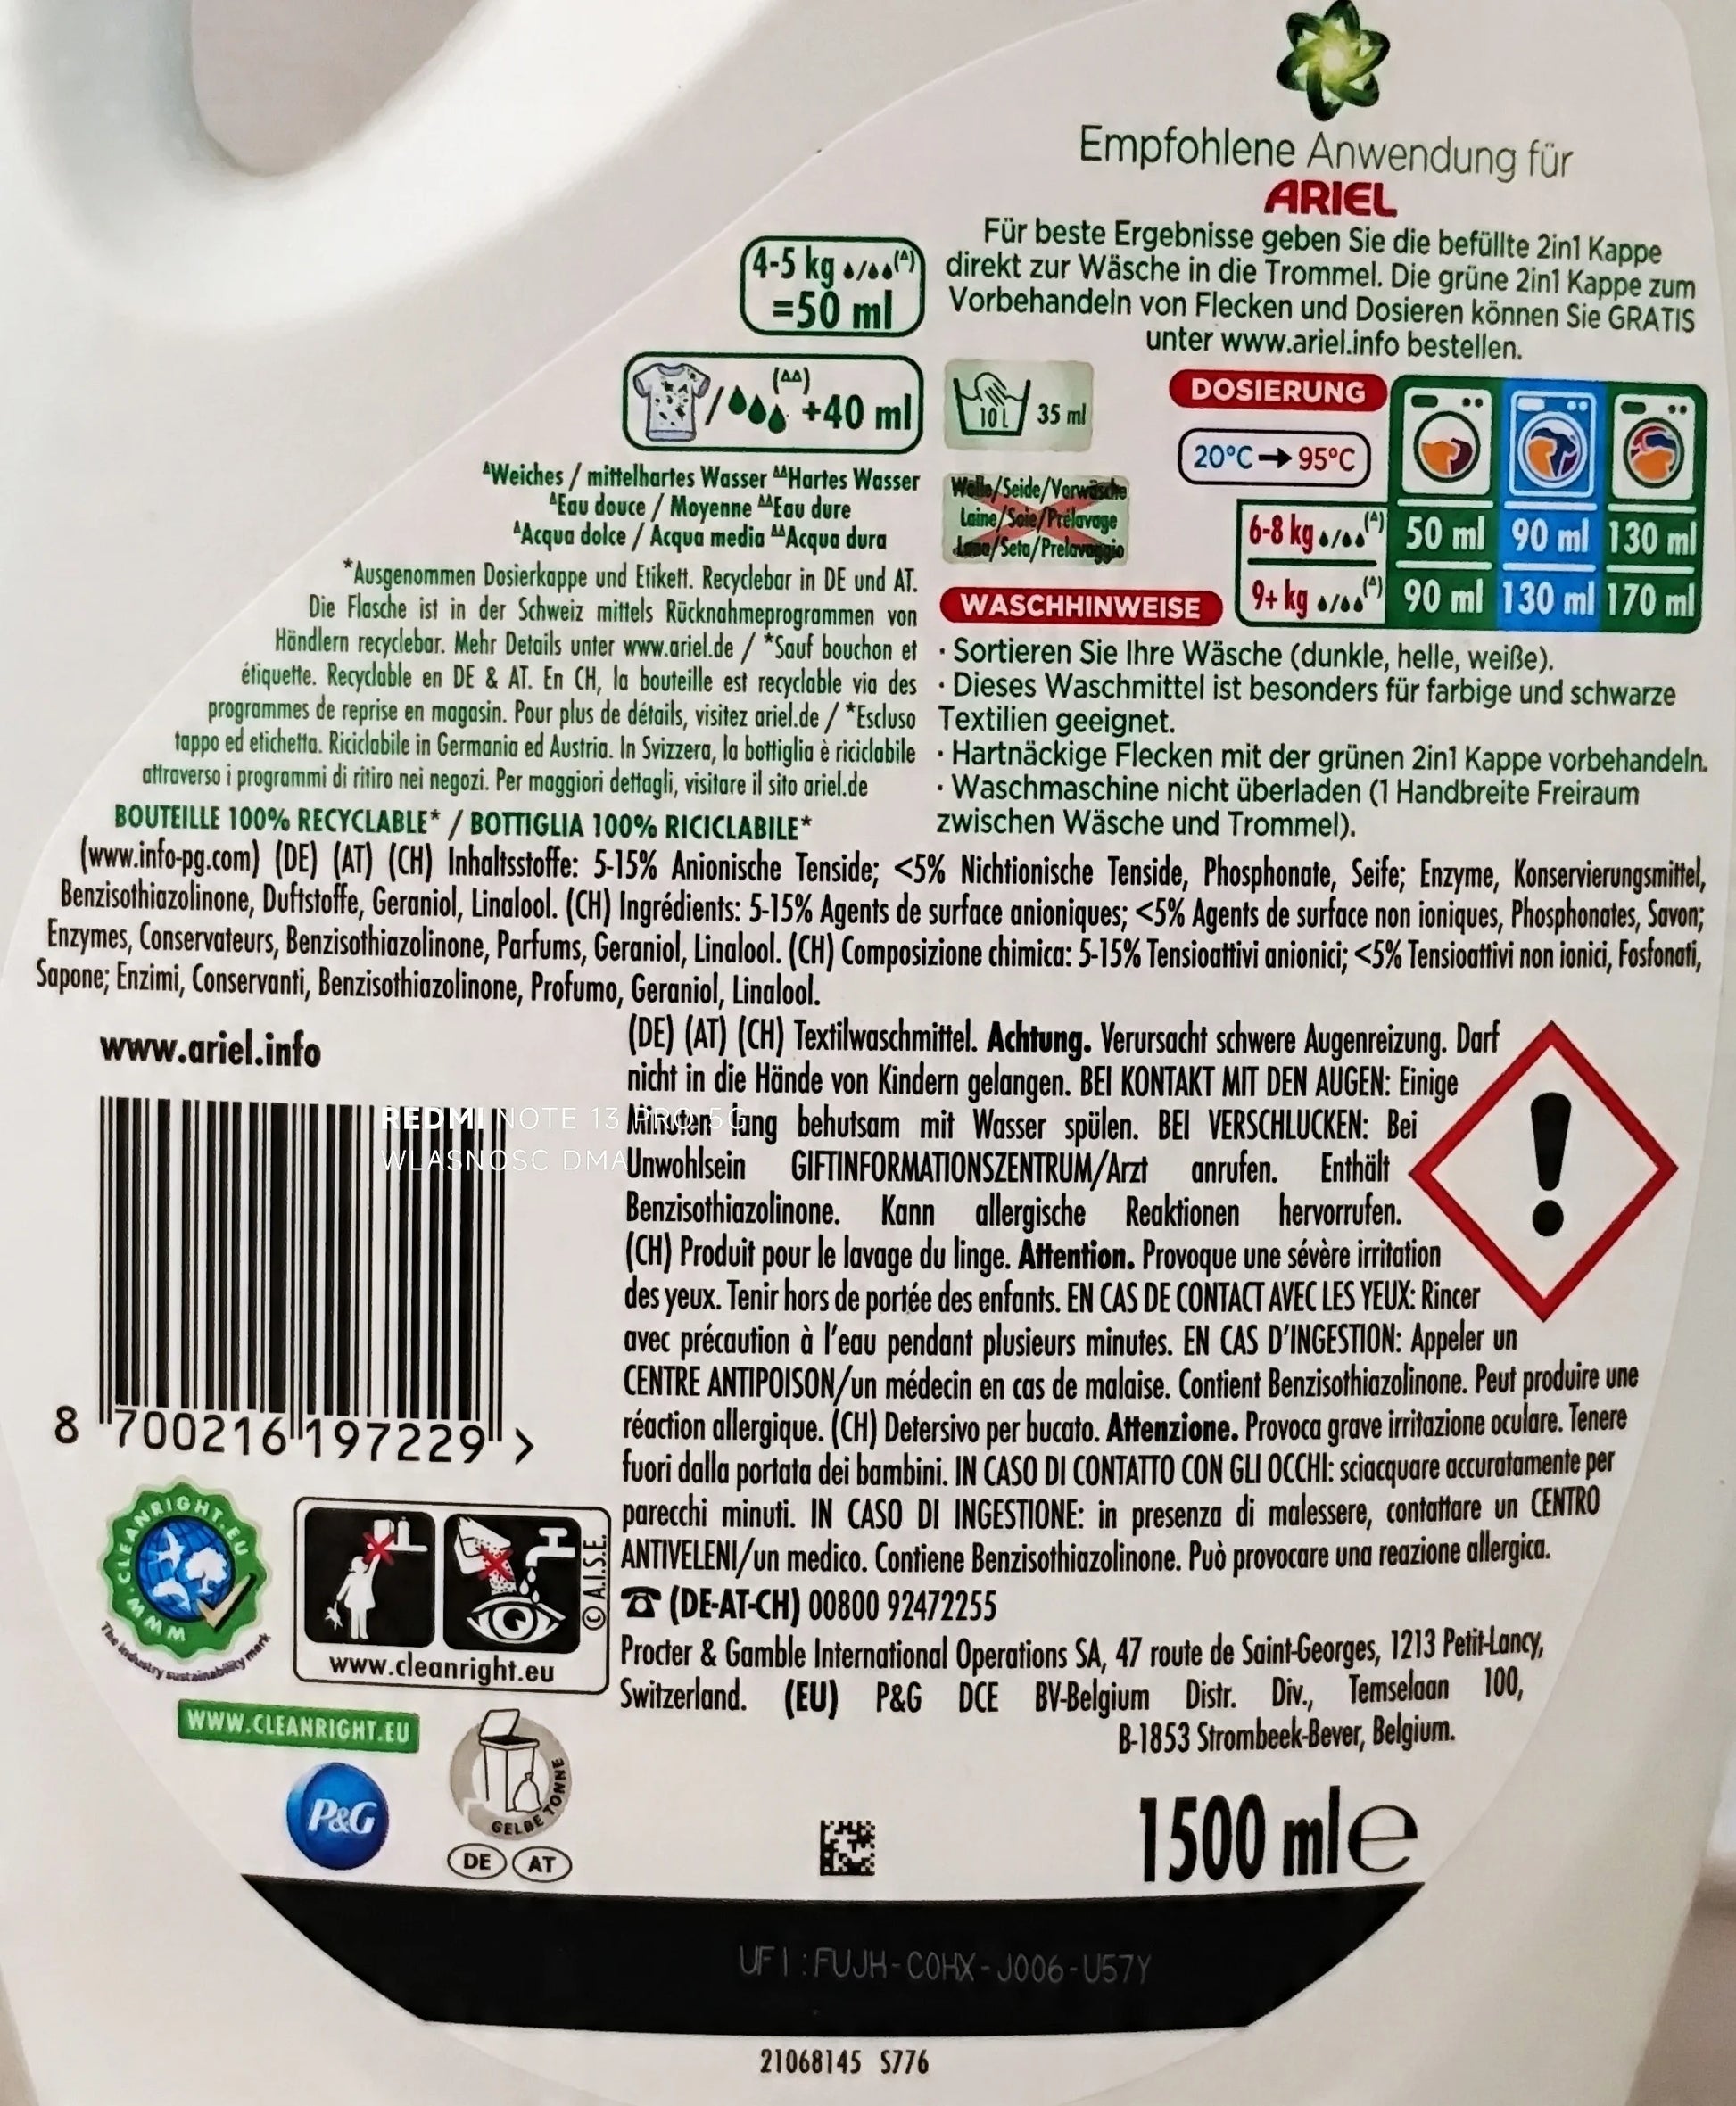 Empfohlene Anwendung für
ARIEL
Für beste Ergebnisse geben Sie die befüllte 2in1 Kappe
direkt zur Wäsche in die Trommel. Die grüne 2in1 Kappe zum
Vorbehandeln von Flecken und Dosieren können Sie GRATIS
unter www.ariel.info bestellen.
4-5 kg / (^)
=50 ml
/ (^^) +40 ml
10 L 35 ml
DOSIERUNG
20°C→95°C
6-8 kg / (^) 50 ml 90 ml 130 ml
9+ kg / (^) 90 ml 130 ml 170 ml
Wolle/Seide/Vorwäsche
Laine/Soie/Prélavage
Lana/Seta/Prelavaggio
^Weiches / mittelhartes Wasser ^^Hartes Wasser
^Eau douce / Moyenne ^^Eau dure
^Acqua dolce / Acqua media ^^Acqua dura
*Ausgenommen Dosierkappe und Etikett. Recyclebar in DE und AT.
Die Flasche ist in der Schweiz mittels Rücknahmeprogrammen von
Händlern recyclebar. Mehr Details unter www.ariel.de / *Sauf bouchon et
étiquette. Recyclable en DE & AT. En CH, la bouteille est recyclable via des
programmes de reprise en magasin. Pour plus de détails, visitez ariel.de / *Escluso
tappo ed etichetta. Riciclabile in Germania ed Austria. In Svizzera, la bottiglia è riciclabile
attraverso i programmi di ritiro nei negozi. Per maggiori dettagli, visitare il sito ariel.de
BOUTEILLE 100% RECYCLABLE* / BOTTIGLIA 100% RICICLABILE*
WASCHHINWEISE
· Sortieren Sie Ihre Wäsche (dunkle, helle, weiße).
· Dieses Waschmittel ist besonders für farbige und schwarze
Textilien geeignet.
· Hartnäckige Flecken mit der grünen 2in1 Kappe vorbehandeln.
· Waschmaschine nicht überladen (1 Handbreite Freiraum
zwischen Wäsche und Trommel).
(www.info-pg.com) (DE) (AT) (CH) Inhaltsstoffe: 5-15% Anionische Tenside; <5% Nichtionische Tenside, Phosphonate, Seife; Enzyme, Konservierungsmittel,
Benzisothiazolinone, Duftstoffe, Geraniol, Linalool. (CH) Ingrédients: 5-15% Agents de surface anioniques; <5% Agents de surface non ioniques, Phosphonates, Savon;
Enzymes, Conservateurs, Benzisothiazolinone, Parfums, Geraniol, Linalool. (CH) Composizione chimica: 5-15% Tensioattivi anionici; <5% Tensioattivi non ionici, Fosfonati,
Sapone; Enzimi, Conservanti, Benzisothiazolinone, Profumo, Geraniol, Linalool.
www.ariel.info
REDMI NOTE 13 PRO 5G
WLASNOSC DMA
8 700216 197229 >
(DE) (AT) (CH) Textilwaschmittel. Achtung. Verursacht schwere Augenreizung. Darf
nicht in die Hände von Kindern gelangen. BEI KONTAKT MIT DEN AUGEN: Einige
Minuten lang behutsam mit Wasser spülen. BEI VERSCHLUCKEN: Bei
Unwohlsein GIFTINFORMATIONSZENTRUM/Arzt anrufen. Enthält
Benzisothiazolinone. Kann allergische Reaktionen hervorrufen.
(CH) Produit pour le lavage du linge. Attention. Provoque une sévère irritation
des yeux. Tenir hors de portée des enfants. EN CAS DE CONTACT AVEC LES YEUX: Rincer
avec précaution à l'eau pendant plusieurs minutes. EN CAS D'INGESTION: Appeler un
CENTRE ANTIPOISON/un médecin en cas de malaise. Contient Benzisothiazolinone. Peut produire une
réaction allergique. (CH) Detersivo per bucato. Attenzione. Provoca grave irritazione oculare. Tenere
fuori dalla portata dei bambini. IN CASO DI CONTATTO CON GLI OCCHI: sciacquare accuratamente per
parecchi minuti. IN CASO DI INGESTIONE: in presenza di malessere, contattare un CENTRO
ANTIVELENI/un medico. Contiene Benzisothiazolinone. Può provocare una reazione allergica.
☎ (DE-AT-CH) 00800 92472255
Procter & Gamble International Operations SA, 47 route de Saint-Georges, 1213 Petit-Lancy,
Switzerland. (EU) P&G DCE BV-Belgium Distr. Div., Temselaan 100,
B-1853 Strombeek-Bever, Belgium.
WWW.CLEANRIGHT.EU
The industry sustainability mark
© A.I.S.E.
www.cleanright.eu
WWW.CLEANRIGHT.EU
P&G
GELBE TONNE
DE AT
1500 ml e
UFI:FUJH-C0HX-J006-U57Y
21068145 S776